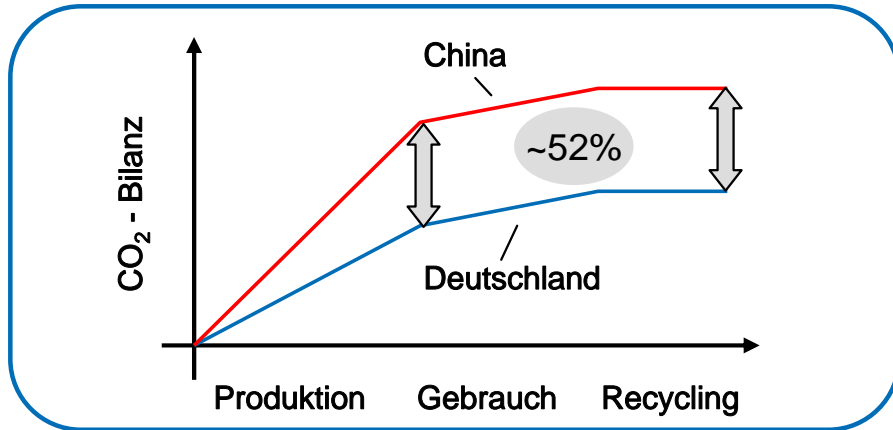 China
~52%
CO₂ - Bilanz
Deutschland
Produktion Gebrauch Recycling